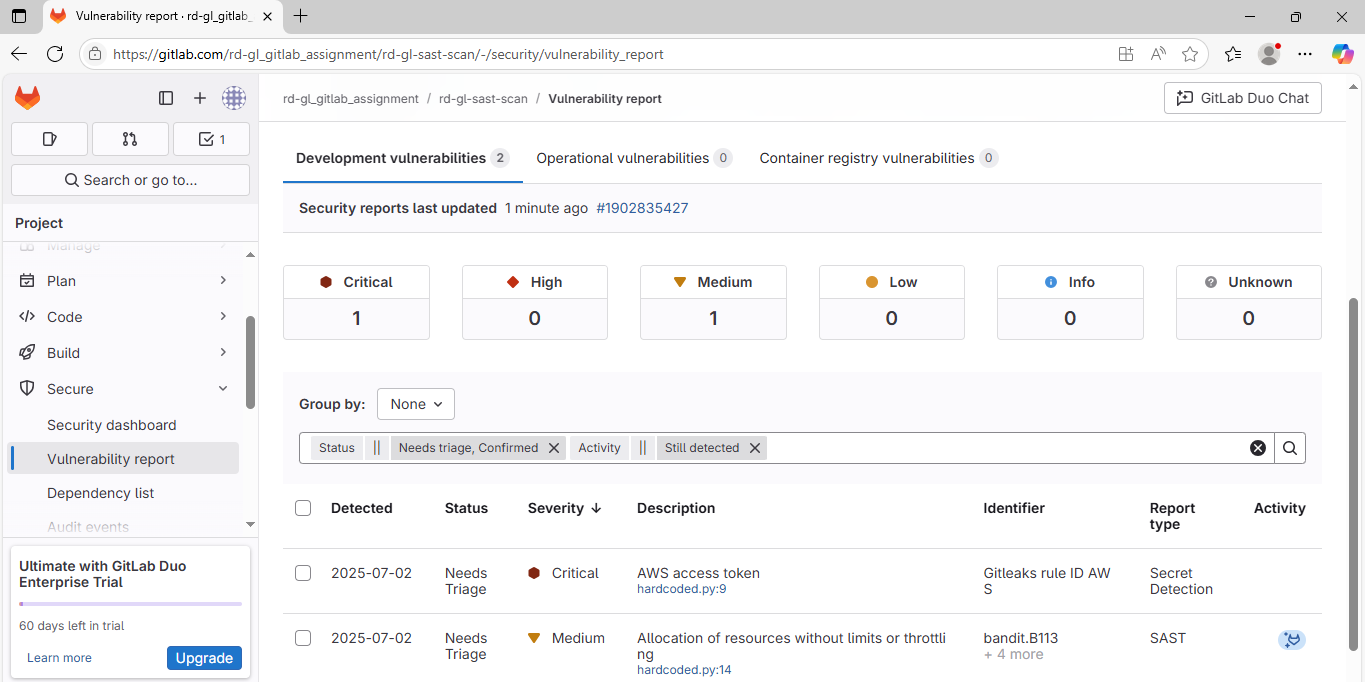 Vulnerability report · rd-gl_gitlab_
https://gitlab.com/rd-gl_gitlab_assignment/rd-gl-sast-scan/-/security/vulnerability_report
rd-gl_gitlab_assignment / rd-gl-sast-scan / Vulnerability report
GitLab Duo Chat
1
Search or go to...
Project
Manage
Plan
Code
Build
Secure
Security dashboard
Vulnerability report
Dependency list
Audit events
Ultimate with GitLab Duo
Enterprise Trial
60 days left in trial
Learn more
Upgrade
Development vulnerabilities 2
Operational vulnerabilities 0
Container registry vulnerabilities 0
Security reports last updated 1 minute ago #1902835427
Critical
1
High
0
Medium
1
Low
0
Info
0
Unknown
0
Group by: None
Status || Needs triage, Confirmed Activity || Still detected
Detected Status Severity Description Identifier Report
type Activity
2025-07-02 Needs
Triage Critical AWS access token
hardcoded.py:9 Gitleaks rule ID AW
S Secret
Detection
2025-07-02 Needs
Triage Medium Allocation of resources without limits or throttli
ng
hardcoded.py:14 bandit.B113
+ 4 more SAST